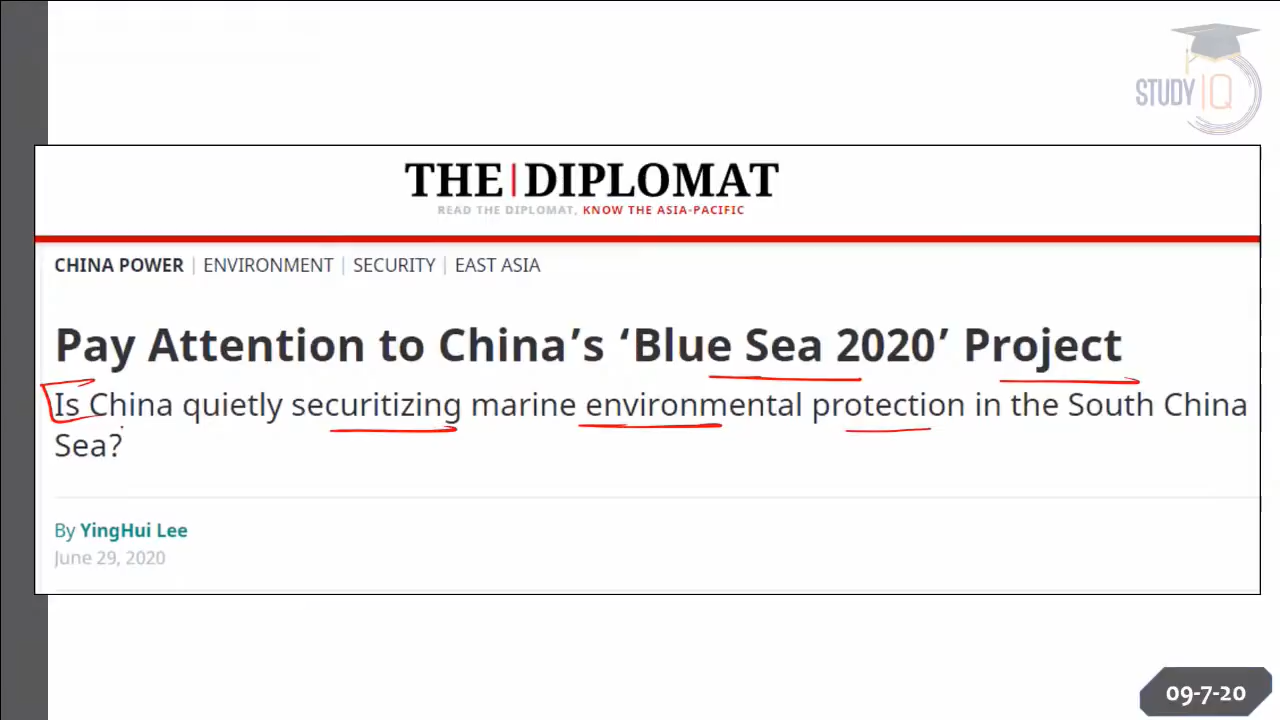 STUDY IQ
THE|DIPLOMAT
READ THE DIPLOMAT, KNOW THE ASIA-PACIFIC
CHINA POWER | ENVIRONMENT | SECURITY | EAST ASIA
Pay Attention to China’s ‘Blue Sea 2020’ Project
Is China quietly securitizing marine environmental protection in the South China
Sea?
By YingHui Lee
June 29, 2020
09-7-20